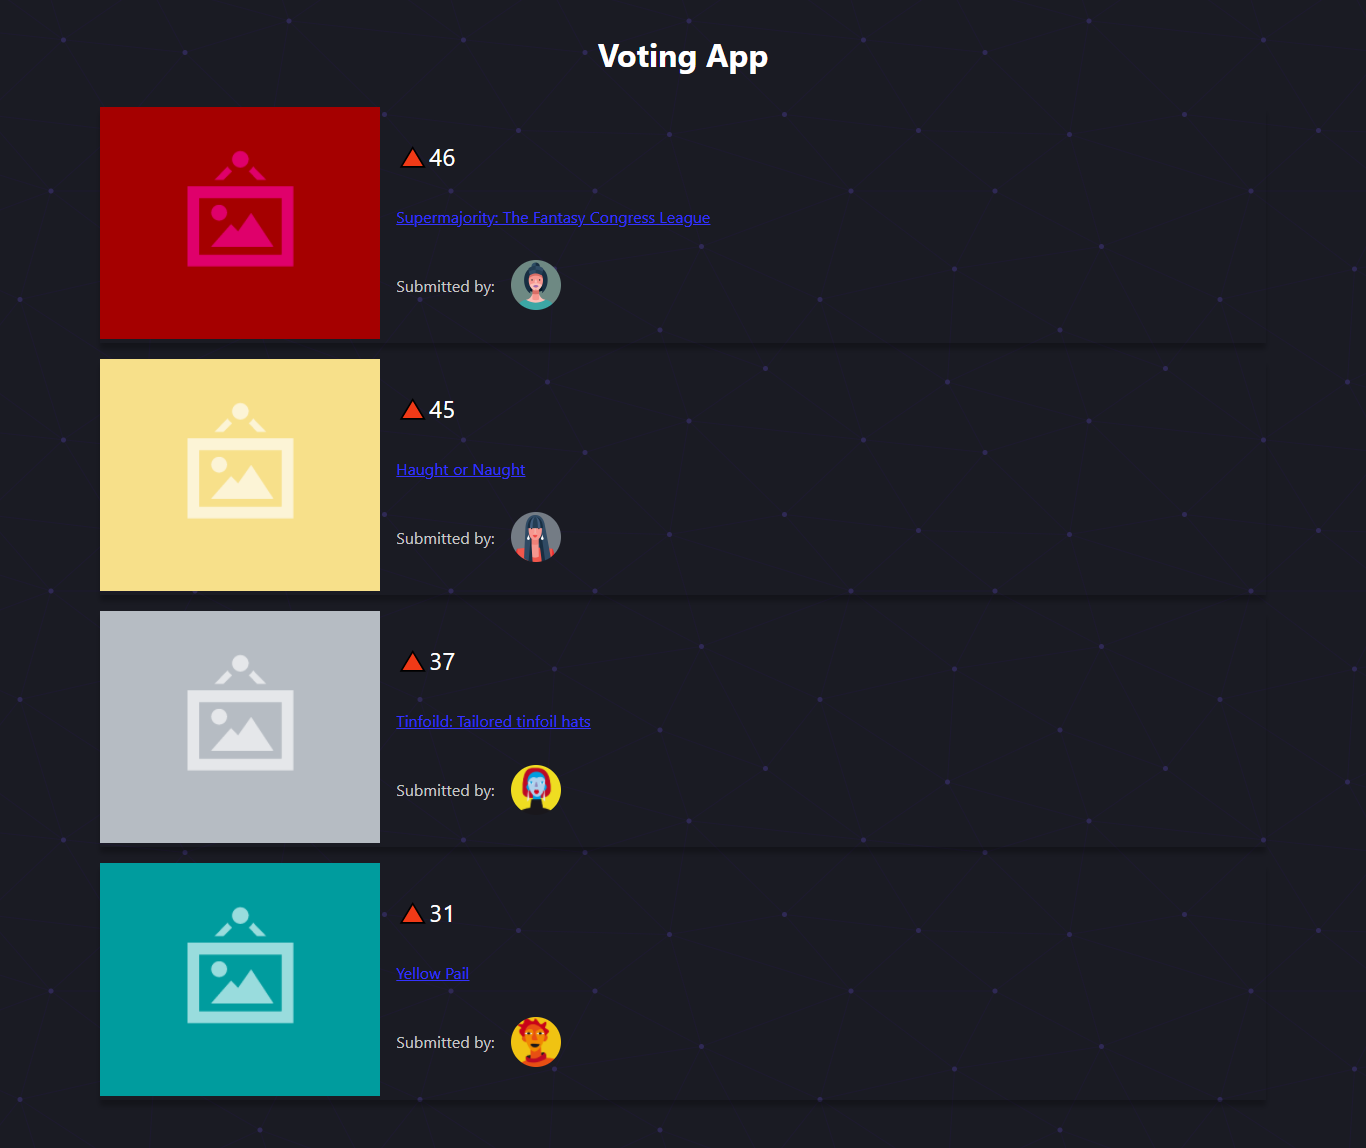 Voting App
46
Supermajority: The Fantasy Congress League
Submitted by:
45
Haught or Naught
Submitted by:
37
Tinfoild: Tailored tinfoil hats
Submitted by:
31
Yellow Pail
Submitted by: